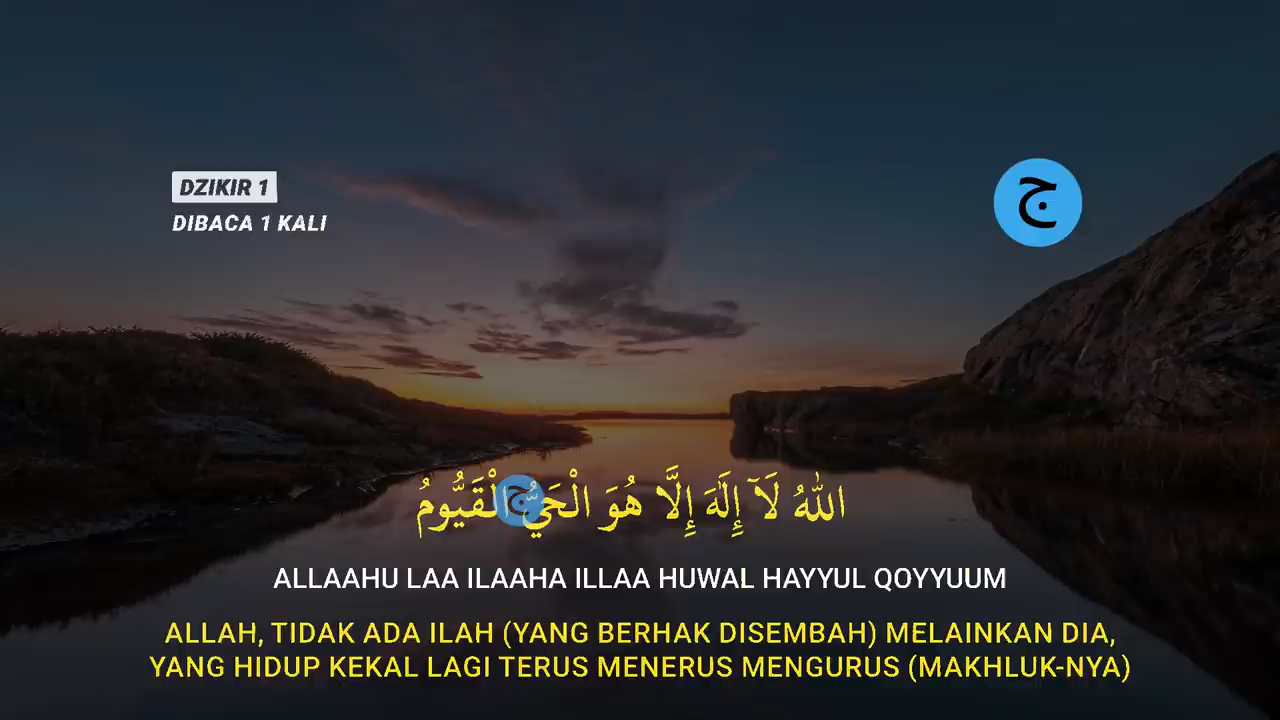 DZIKIR 1
DIBACA 1 KALI
ج
اللهُ لَآ إِلَٰهَ إِلَّا هُوَ الْحَيُّ الْقَيُّومُ
ج
ALLAAHU LAA ILAAHA ILLAA HUWAL HAYYUL QOYYUUM
ALLAH, TIDAK ADA ILAH (YANG BERHAK DISEMBAH) MELAINKAN DIA,
YANG HIDUP KEKAL LAGI TERUS MENERUS MENGURUS (MAKHLUK-NYA)